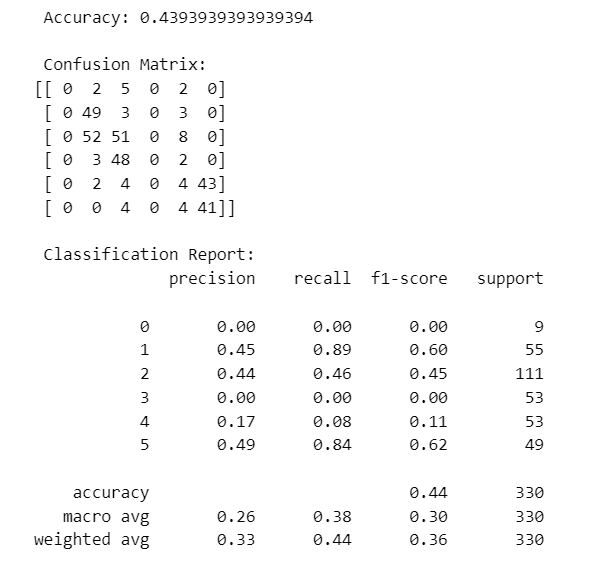 Accuracy: 0.4393939393939394
Confusion Matrix:
[[ 0  2  5  0  2  0]
 [ 0 49  3  0  3  0]
 [ 0 52 51  0  8  0]
 [ 0  3 48  0  2  0]
 [ 0  2  4  0  4 43]
 [ 0  0  4  0  4 41]]
Classification Report:
precision recall f1-score support
0 0.00 0.00 0.00 9
1 0.45 0.89 0.60 55
2 0.44 0.46 0.45 111
3 0.00 0.00 0.00 53
4 0.17 0.08 0.11 53
5 0.49 0.84 0.62 49
accuracy 0.44 330
macro avg 0.26 0.38 0.30 330
weighted avg 0.33 0.44 0.36 330